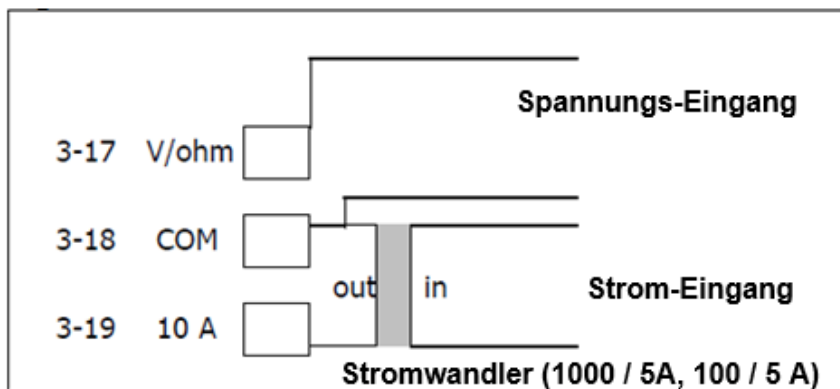 Spannungs-Eingang
3-17 V/ohm
3-18 COM
out in Strom-Eingang
3-19 10 A
Stromwandler (1000 / 5A, 100 / 5 A)